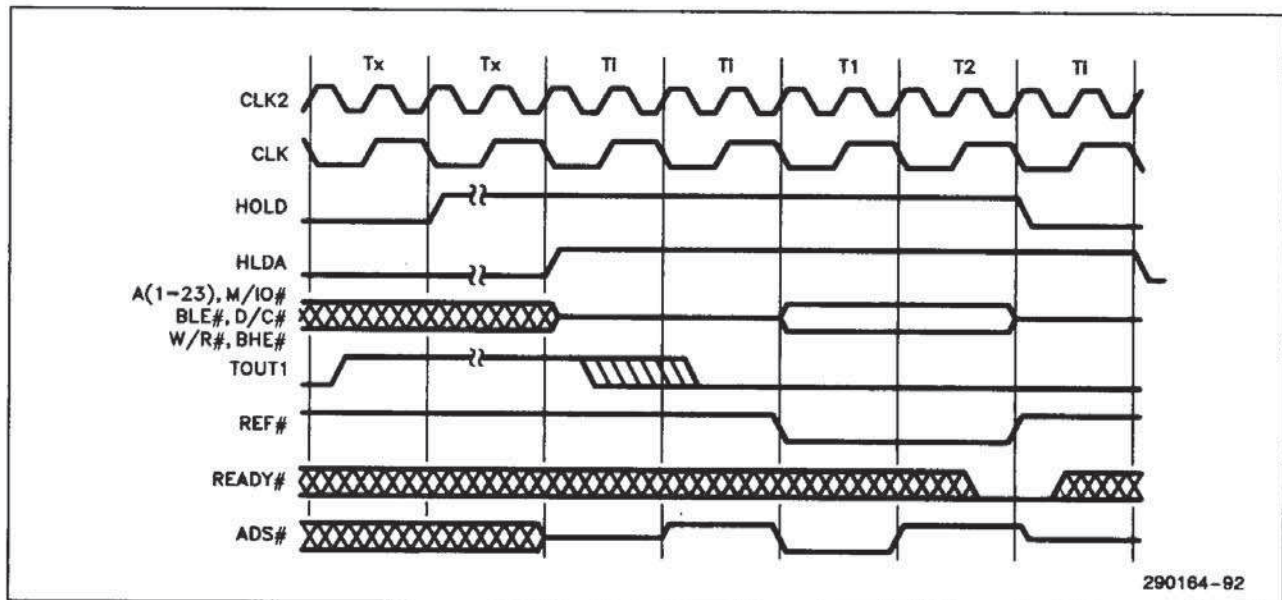 Tx Tx Ti Ti T1 T2 Ti
CLK2
CLK
HOLD
HLDA
A(1-23), M/IO#
BLE#, D/C#
W/R#, BHE#
TOUT1
REF#
READY#
ADS#
290164-92